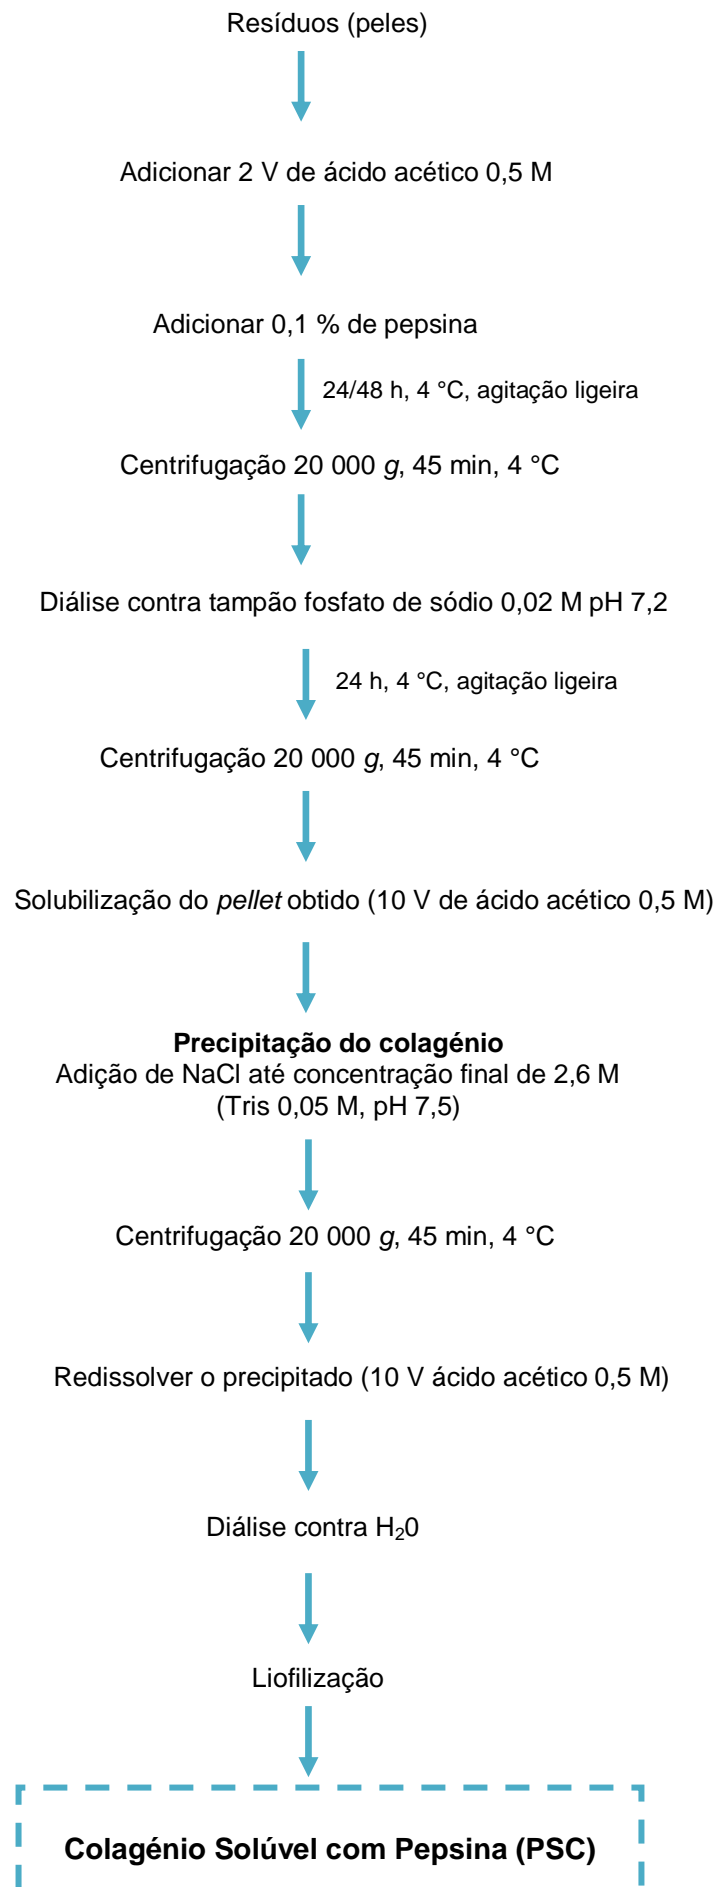 Resíduos (peles)
Adicionar 2 V de ácido acético 0,5 M
Adicionar 0,1 % de pepsina
24/48 h, 4 °C, agitação ligeira
Centrifugação 20 000 g, 45 min, 4 °C
Diálise contra tampão fosfato de sódio 0,02 M pH 7,2
24 h, 4 °C, agitação ligeira
Centrifugação 20 000 g, 45 min, 4 °C
Solubilização do pellet obtido (10 V de ácido acético 0,5 M)
Precipitação do colagénio
Adição de NaCl até concentração final de 2,6 M
(Tris 0,05 M, pH 7,5)
Centrifugação 20 000 g, 45 min, 4 °C
Redissolver o precipitado (10 V ácido acético 0,5 M)
Diálise contra H₂0
Liofilização
Colagénio Solúvel com Pepsina (PSC)